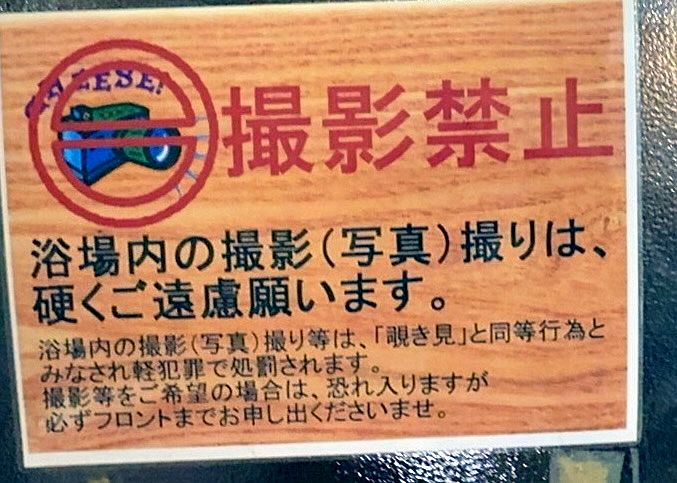 撮影禁止
浴場内の撮影(写真)撮りは、
硬くご遠慮願います。
浴場内の撮影(写真)撮り等は、「覗き見」と同等行為と
みなされ軽犯罪で処罰されます。
撮影等をご希望の場合は、恐れ入りますが
必ずフロントまでお申し出くださいませ。